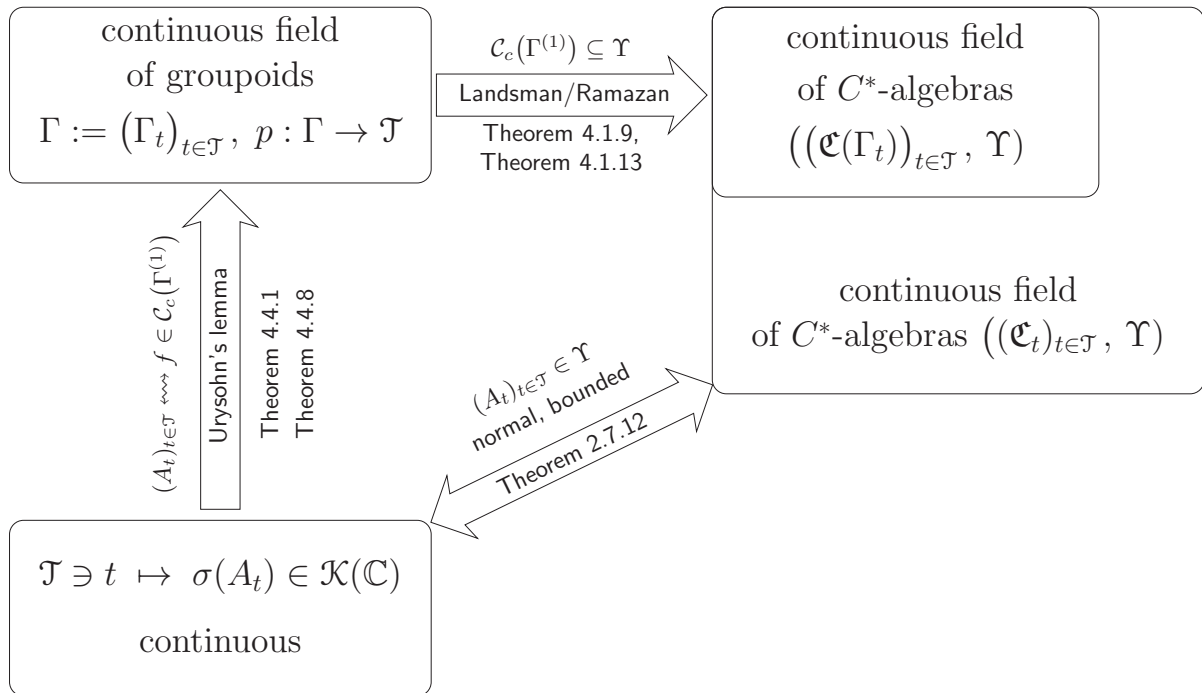 continuous field
of groupoids
Γ := (Γ_t)_{t∈𝒯} , p : Γ → 𝒯
𝒞_c(Γ^{(1)}) ⊆ Υ
Landsman/Ramazan
Theorem 4.1.9,
Theorem 4.1.13
continuous field
of C*-algebras
((ℭ(Γ_t))_{t∈𝒯} , Υ)
continuous field
of C*-algebras ((ℭ_t)_{t∈𝒯} , Υ)
(A_t)_{t∈𝒯} ⇝ f ∈ 𝒞_c(Γ^{(1)})
Urysohn's lemma
Theorem 4.4.1
Theorem 4.4.8
(A_t)_{t∈𝒯} ∈ Υ
normal, bounded
Theorem 2.7.12
𝒯 ∋ t ↦ σ(A_t) ∈ 𝒦(ℂ)
continuous